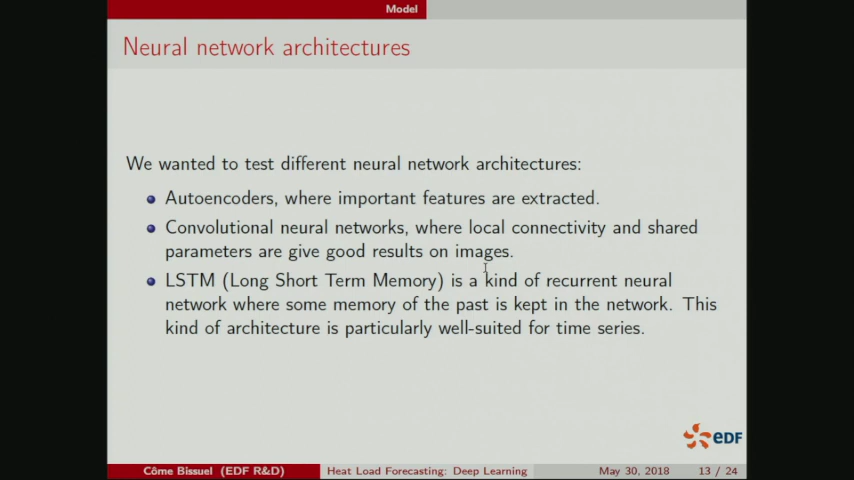 Model
Neural network architectures
We wanted to test different neural network architectures:
Autoencoders, where important features are extracted.
Convolutional neural networks, where local connectivity and shared
parameters are give good results on images.
LSTM (Long Short Term Memory) is a kind of recurrent neural
network where some memory of the past is kept in the network. This
kind of architecture is particularly well-suited for time series.
eDF
Côme Bissuel (EDF R&D) Heat Load Forecasting: Deep Learning May 30, 2018 13 / 24